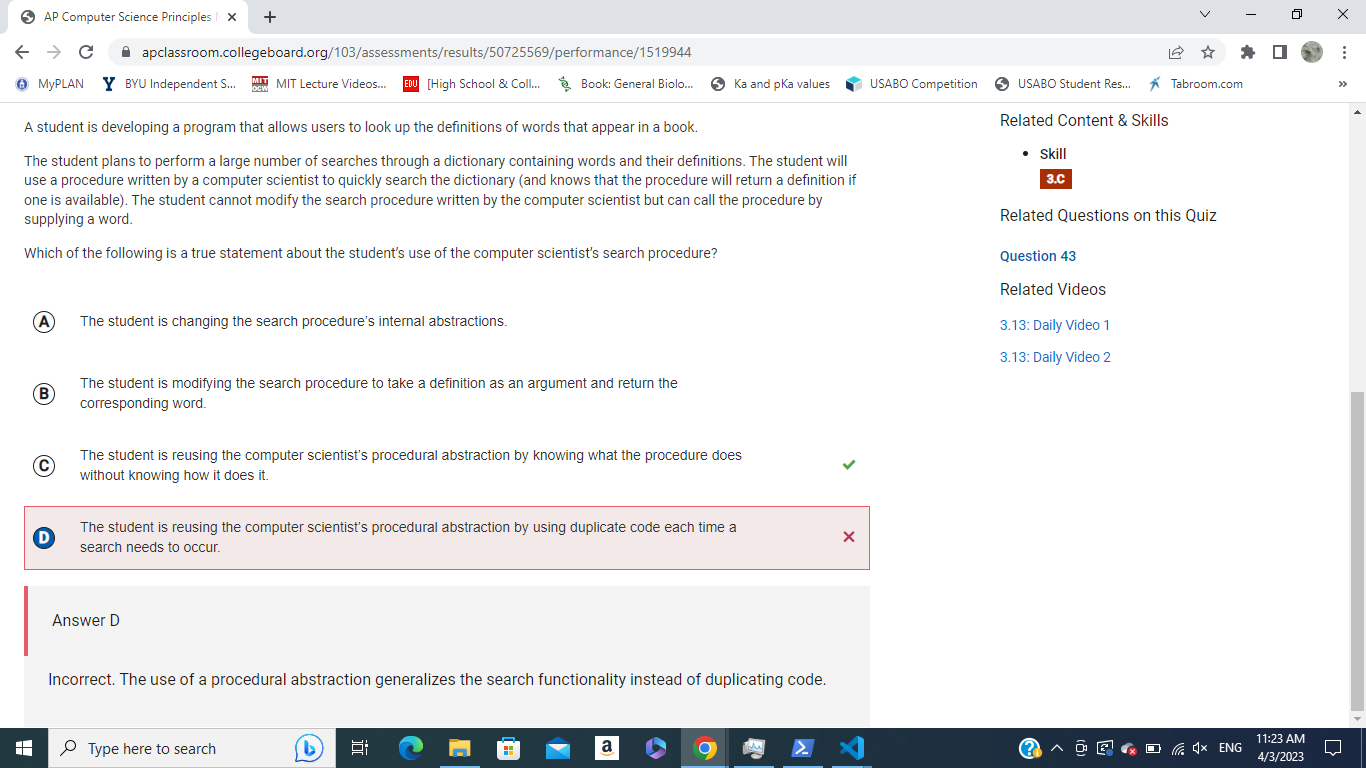 AP Computer Science Principles
apclassroom.collegeboard.org/103/assessments/results/50725569/performance/1519944
MyPLAN
BYU Independent S...
MIT Lecture Videos...
[High School & Coll...
Book: General Biolo...
Ka and pKa values
USABO Competition
USABO Student Res...
Tabroom.com
»
A student is developing a program that allows users to look up the definitions of words that appear in a book.
The student plans to perform a large number of searches through a dictionary containing words and their definitions. The student will
use a procedure written by a computer scientist to quickly search the dictionary (and knows that the procedure will return a definition if
one is available). The student cannot modify the search procedure written by the computer scientist but can call the procedure by
supplying a word.
Which of the following is a true statement about the student's use of the computer scientist's search procedure?
A The student is changing the search procedure's internal abstractions.
B The student is modifying the search procedure to take a definition as an argument and return the
corresponding word.
C The student is reusing the computer scientist's procedural abstraction by knowing what the procedure does
without knowing how it does it.
D The student is reusing the computer scientist's procedural abstraction by using duplicate code each time a
search needs to occur.
Answer D
Incorrect. The use of a procedural abstraction generalizes the search functionality instead of duplicating code.
Related Content & Skills
• Skill
3.C
Related Questions on this Quiz
Question 43
Related Videos
3.13: Daily Video 1
3.13: Daily Video 2
Type here to search
ENG
11:23 AM
4/3/2023